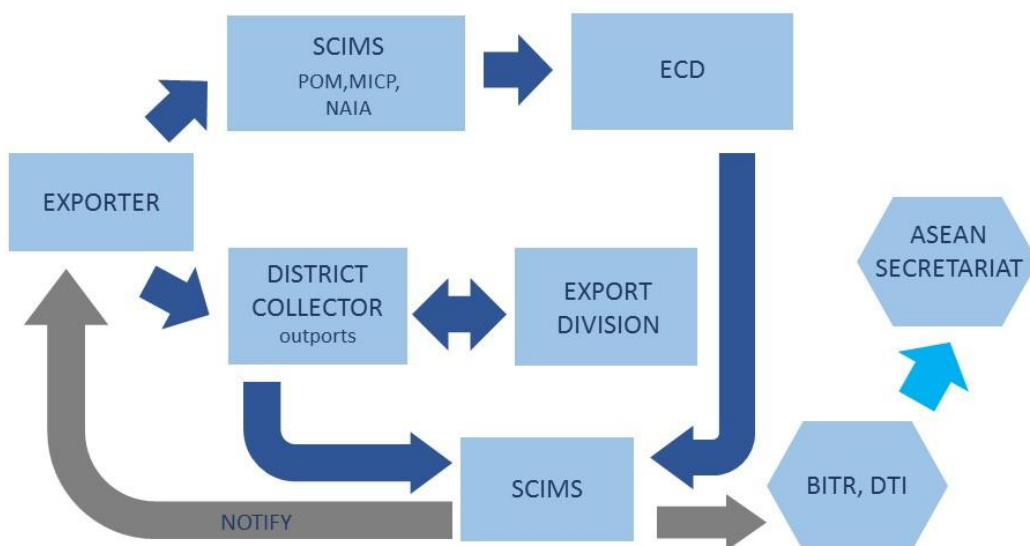 SCIMS
POM,MICP,
NAIA
ECD
EXPORTER
ASEAN
SECRETARIAT
DISTRICT
COLLECTOR
outports
EXPORT
DIVISION
SCIMS
BITR, DTI
NOTIFY